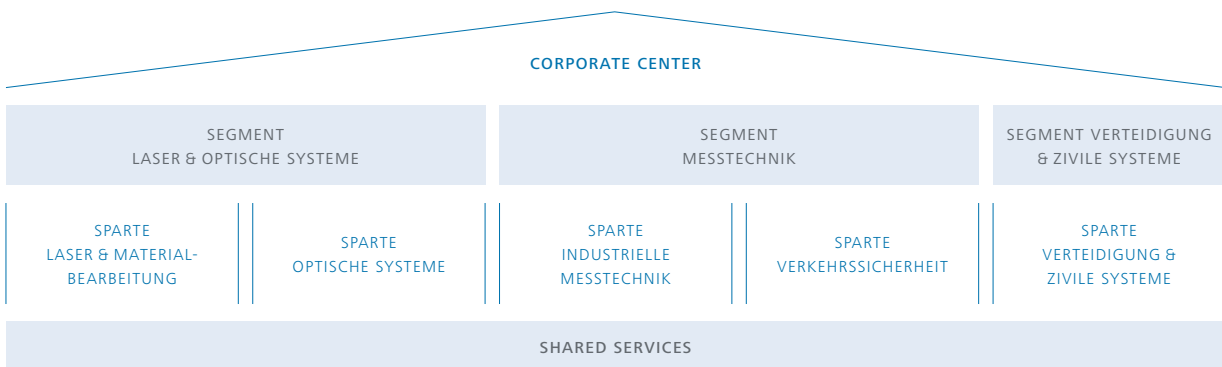 CORPORATE CENTER
SEGMENT
LASER & OPTISCHE SYSTEME
SEGMENT
MESSTECHNIK
SEGMENT VERTEIDIGUNG
& ZIVILE SYSTEME
SPARTE
LASER & MATERIAL-
BEARBEITUNG
SPARTE
OPTISCHE SYSTEME
SPARTE
INDUSTRIELLE
MESSTECHNIK
SPARTE
VERKEHRSSICHERHEIT
SPARTE
VERTEIDIGUNG &
ZIVILE SYSTEME
SHARED SERVICES